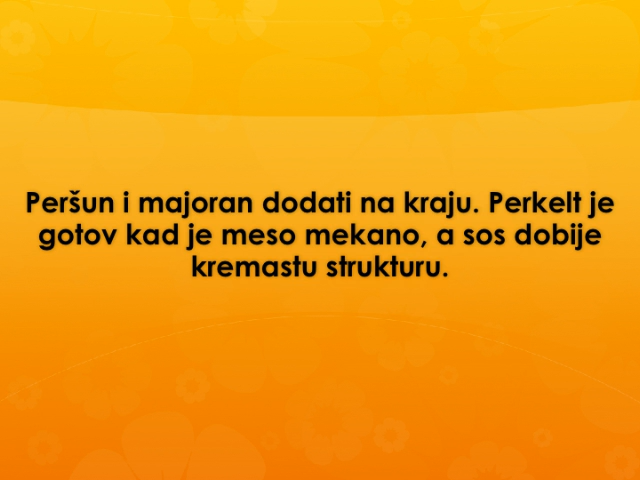 Peršun i majoran dodati na kraju. Perkelt je
gotov kad je meso mekano, a sos dobije
kremastu strukturu.